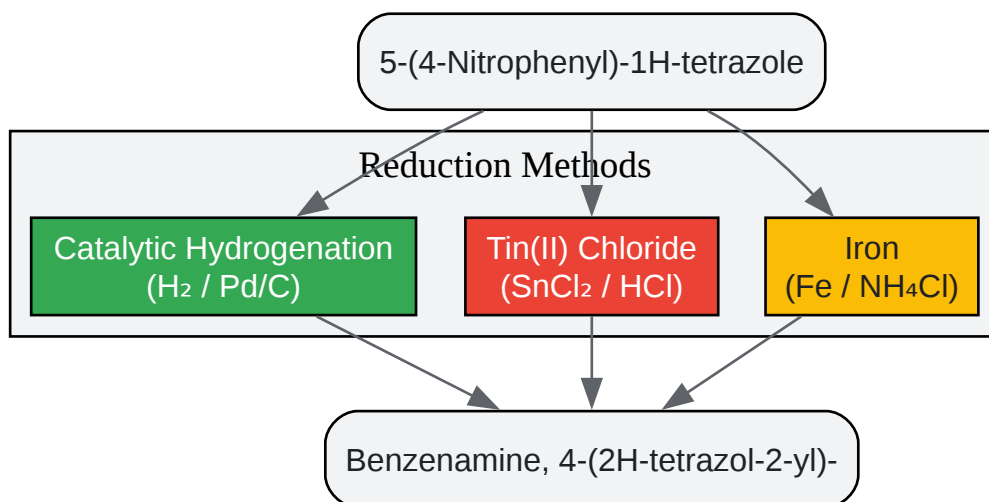 5-(4-Nitrophenyl)-1H-tetrazole
Reduction Methods
Catalytic Hydrogenation
(H₂ / Pd/C)
Tin(II) Chloride
(SnCl₂ / HCl)
Iron
(Fe / NH₄Cl)
Benzenamine, 4-(2H-tetrazol-2-yl)-